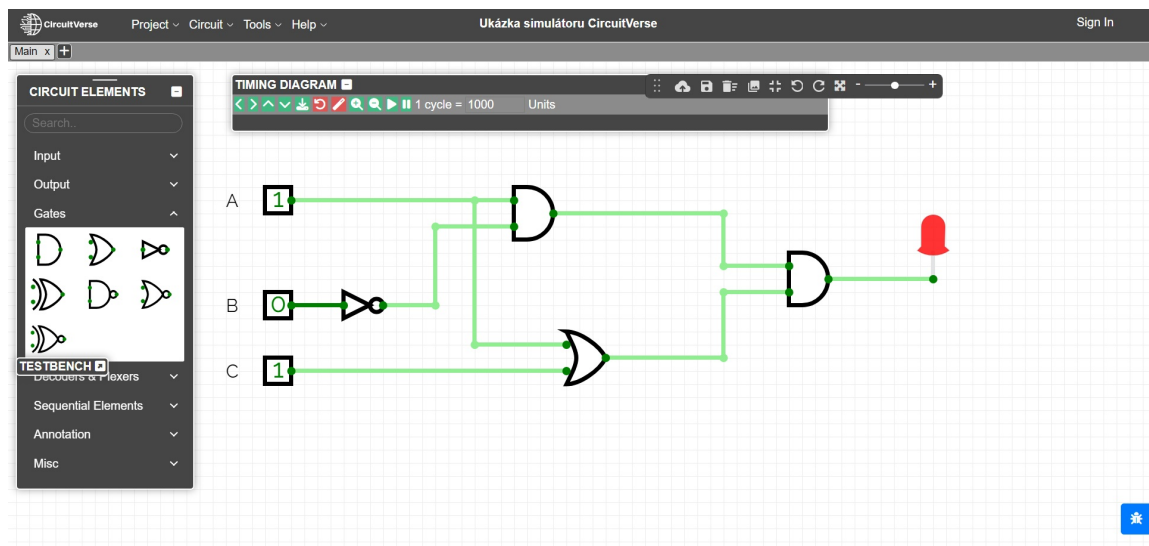 CircuitVerse Project Circuit Tools Help Ukázka simulátoru CircuitVerse Sign In
Main x +
CIRCUIT ELEMENTS
Search..
Input
Output
Gates
TESTBENCH
Decoders & Plexers
Sequential Elements
Annotation
Misc
TIMING DIAGRAM
1 cycle = 1000 Units
- +
A 1
B 0
C 1